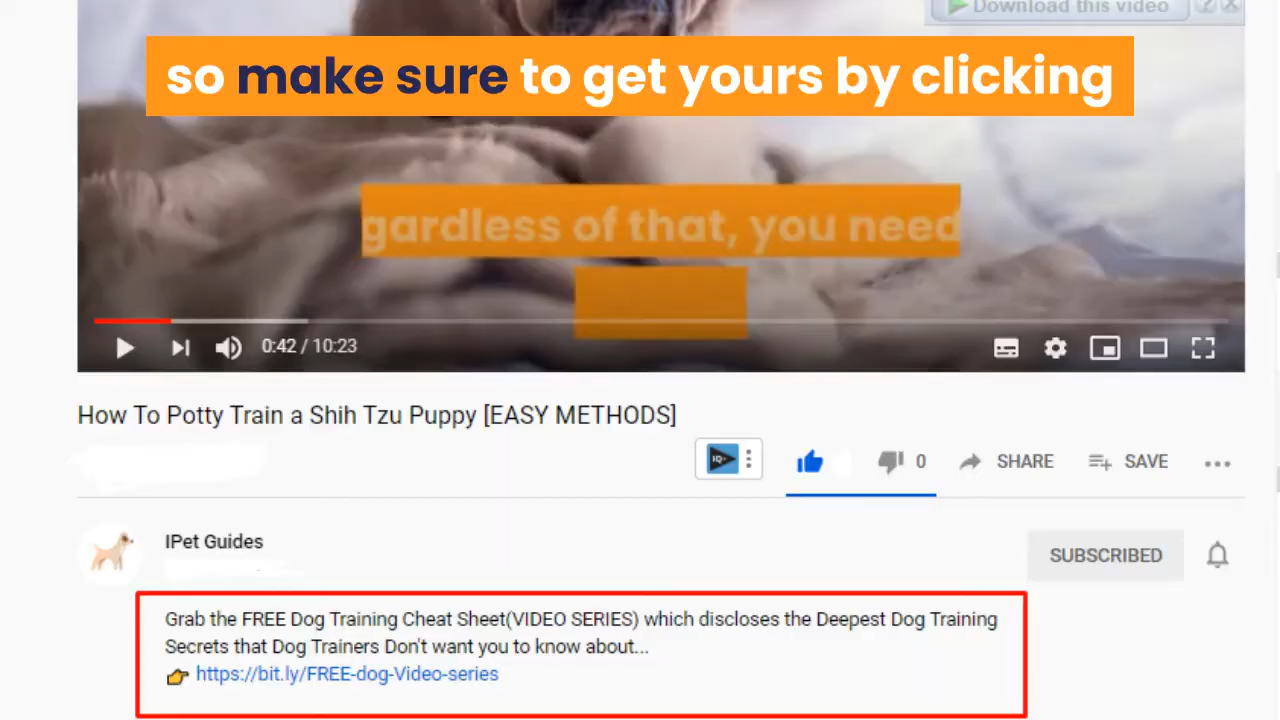 Download this video
so make sure to get yours by clicking
gardless of that, you need
0:42 / 10:23
How To Potty Train a Shih Tzu Puppy [EASY METHODS]
IQ
0
SHARE
SAVE
IPet Guides
SUBSCRIBED
Grab the FREE Dog Training Cheat Sheet(VIDEO SERIES) which discloses the Deepest Dog Training
Secrets that Dog Trainers Don't want you to know about...
👉 https://bit.ly/FREE-dog-Video-series